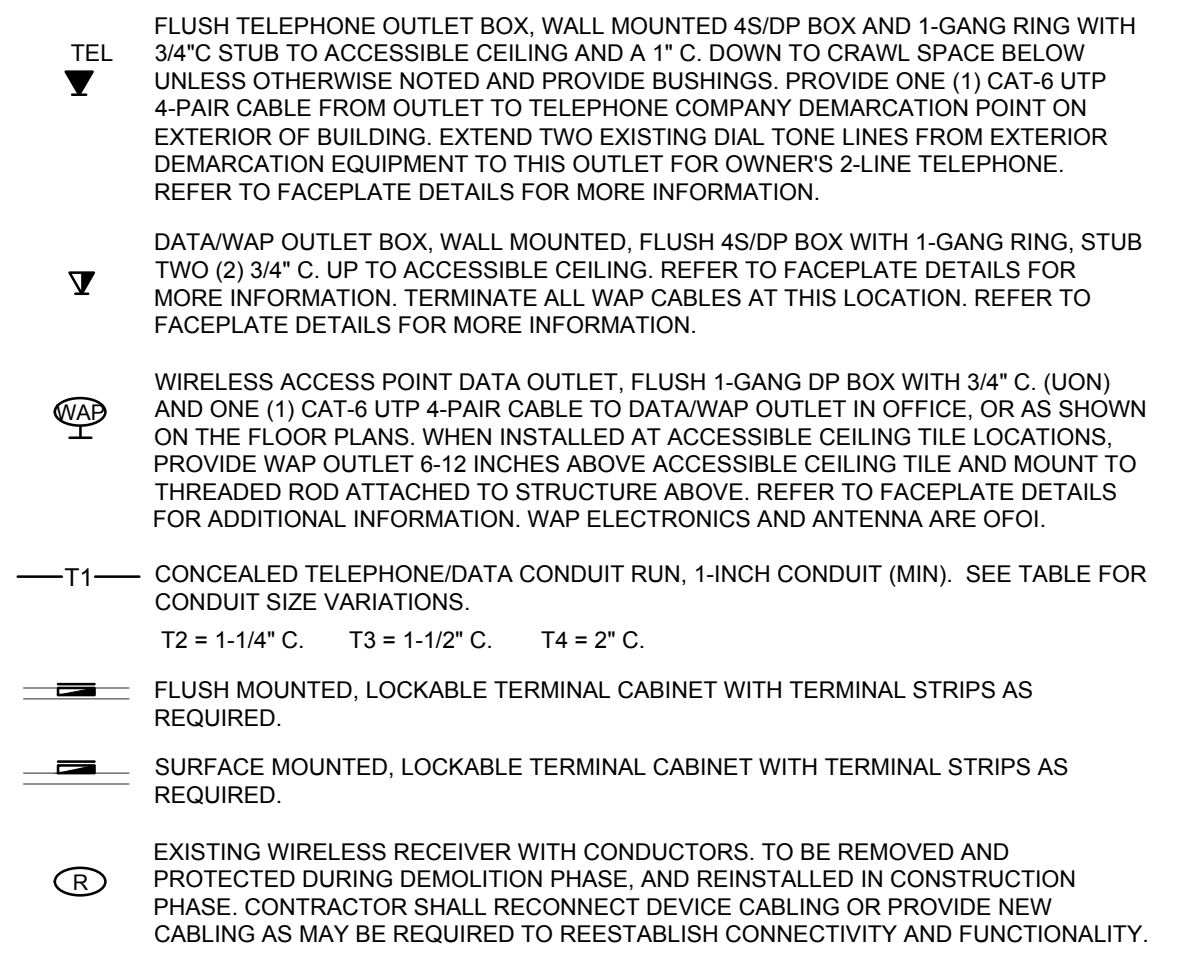 FLUSH TELEPHONE OUTLET BOX, WALL MOUNTED 4S/DP BOX AND 1-GANG RING WITH
TEL 3/4"C STUB TO ACCESSIBLE CEILING AND A 1" C. DOWN TO CRAWL SPACE BELOW
UNLESS OTHERWISE NOTED AND PROVIDE BUSHINGS. PROVIDE ONE (1) CAT-6 UTP
4-PAIR CABLE FROM OUTLET TO TELEPHONE COMPANY DEMARCATION POINT ON
EXTERIOR OF BUILDING. EXTEND TWO EXISTING DIAL TONE LINES FROM EXTERIOR
DEMARCATION EQUIPMENT TO THIS OUTLET FOR OWNER'S 2-LINE TELEPHONE.
REFER TO FACEPLATE DETAILS FOR MORE INFORMATION.
DATA/WAP OUTLET BOX, WALL MOUNTED, FLUSH 4S/DP BOX WITH 1-GANG RING, STUB
TWO (2) 3/4" C. UP TO ACCESSIBLE CEILING. REFER TO FACEPLATE DETAILS FOR
MORE INFORMATION. TERMINATE ALL WAP CABLES AT THIS LOCATION. REFER TO
FACEPLATE DETAILS FOR MORE INFORMATION.
WIRELESS ACCESS POINT DATA OUTLET, FLUSH 1-GANG DP BOX WITH 3/4" C. (UON)
WAP AND ONE (1) CAT-6 UTP 4-PAIR CABLE TO DATA/WAP OUTLET IN OFFICE, OR AS SHOWN
ON THE FLOOR PLANS. WHEN INSTALLED AT ACCESSIBLE CEILING TILE LOCATIONS,
PROVIDE WAP OUTLET 6-12 INCHES ABOVE ACCESSIBLE CEILING TILE AND MOUNT TO
THREADED ROD ATTACHED TO STRUCTURE ABOVE. REFER TO FACEPLATE DETAILS
FOR ADDITIONAL INFORMATION. WAP ELECTRONICS AND ANTENNA ARE OFOI.
T1 CONCEALED TELEPHONE/DATA CONDUIT RUN, 1-INCH CONDUIT (MIN). SEE TABLE FOR
CONDUIT SIZE VARIATIONS.
T2 = 1-1/4" C. T3 = 1-1/2" C. T4 = 2" C.
FLUSH MOUNTED, LOCKABLE TERMINAL CABINET WITH TERMINAL STRIPS AS
REQUIRED.
SURFACE MOUNTED, LOCKABLE TERMINAL CABINET WITH TERMINAL STRIPS AS
REQUIRED.
EXISTING WIRELESS RECEIVER WITH CONDUCTORS. TO BE REMOVED AND
R PROTECTED DURING DEMOLITION PHASE, AND REINSTALLED IN CONSTRUCTION
PHASE. CONTRACTOR SHALL RECONNECT DEVICE CABLING OR PROVIDE NEW
CABLING AS MAY BE REQUIRED TO REESTABLISH CONNECTIVITY AND FUNCTIONALITY.